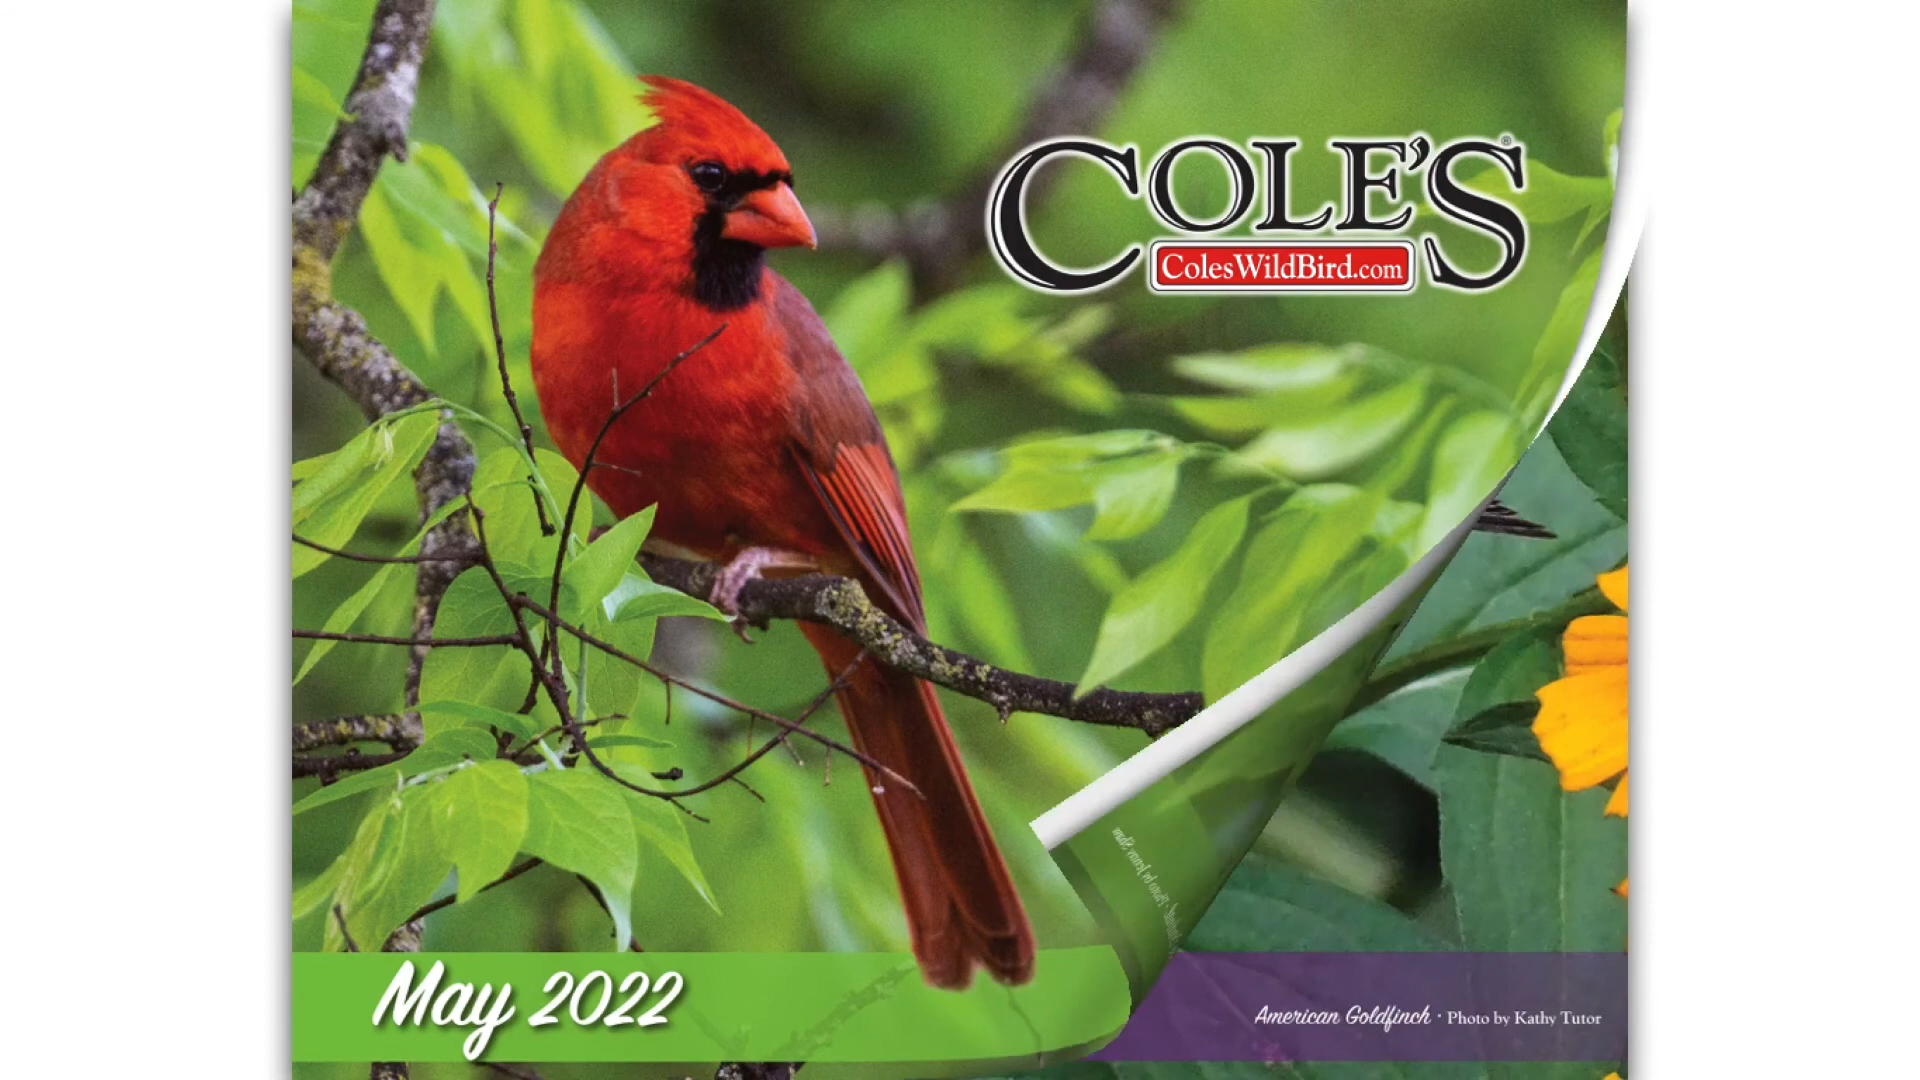 COLE'S®
ColesWildBird.com
May 2022
American Goldfinch · Photo by Kathy Tutor